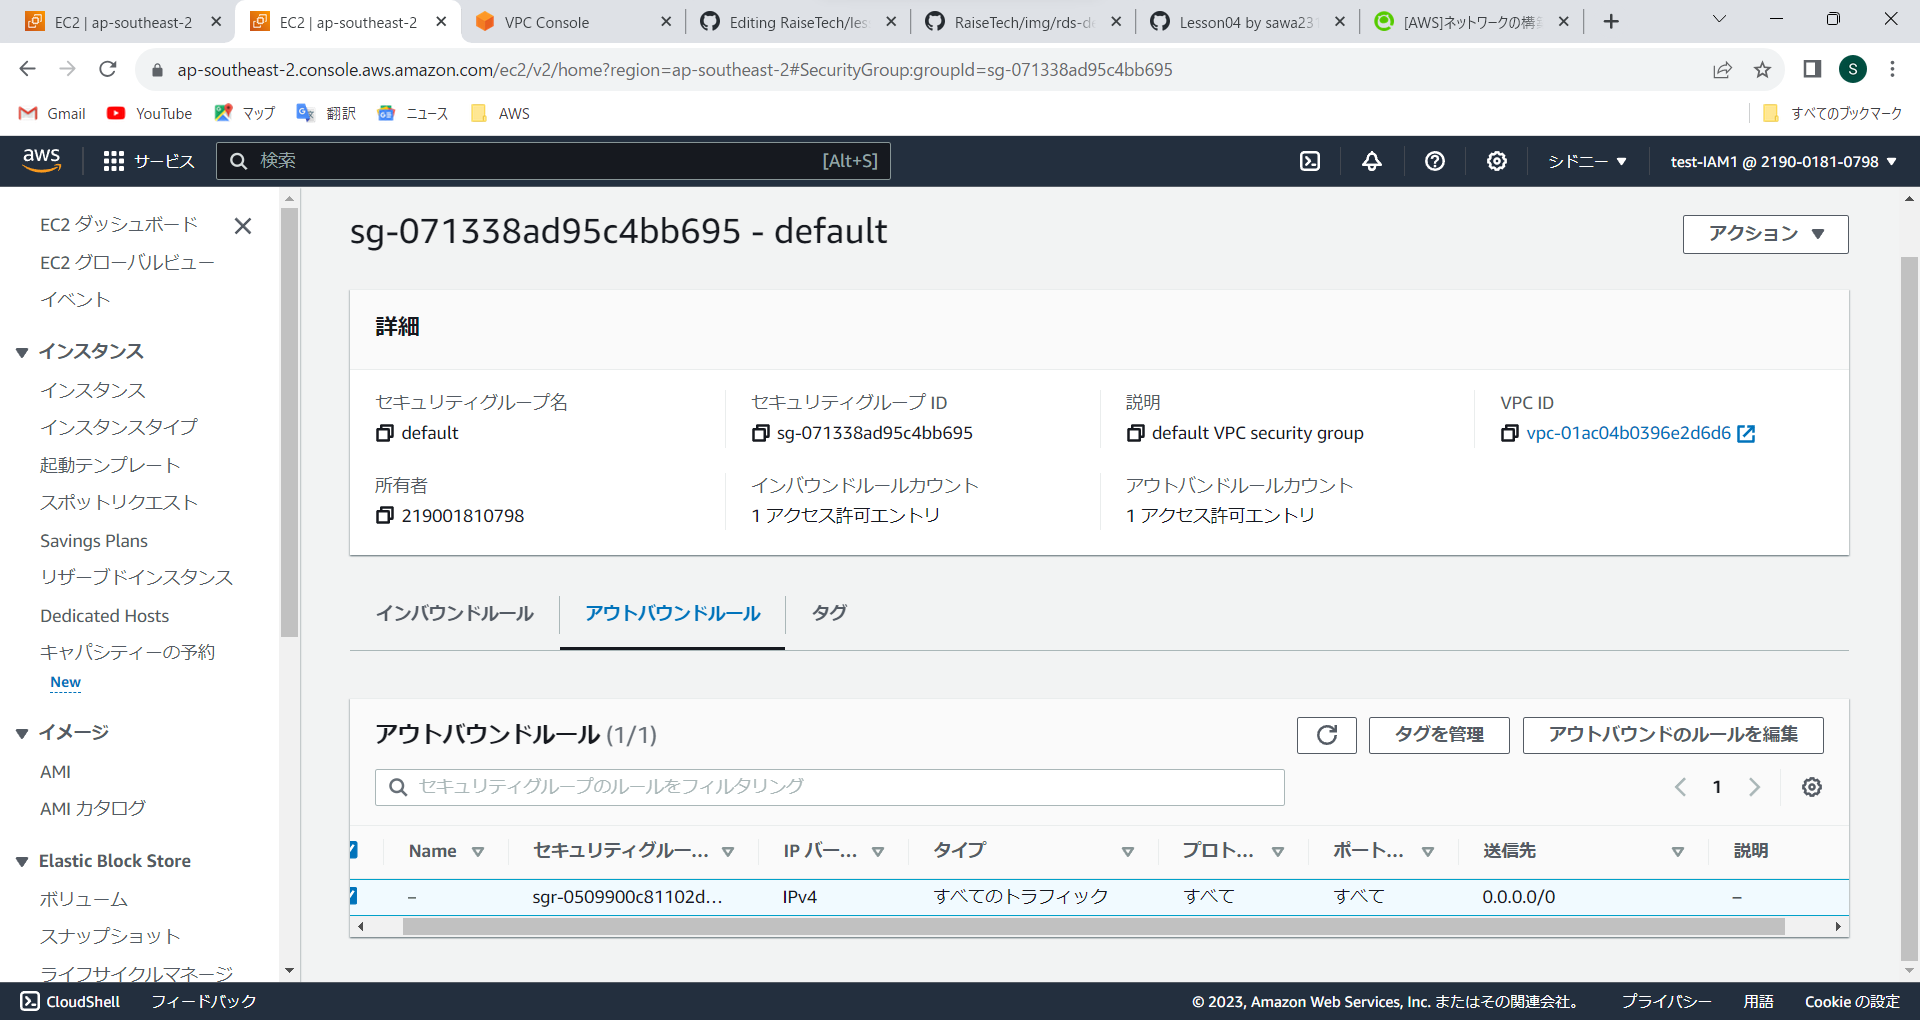 EC2 | ap-southeast-2
EC2 | ap-southeast-2
VPC Console
Editing RaiseTech/les
RaiseTech/img/rds-de
Lesson04 by sawa231
[AWS]ネットワークの構築
ap-southeast-2.console.aws.amazon.com/ec2/v2/home?region=ap-southeast-2#SecurityGroup:groupId=sg-071338ad95c4bb695
S
Gmail
YouTube
マップ
翻訳
ニュース
AWS
すべてのブックマーク
aws
サービス
検索
[Alt+S]
シドニー
test-IAM1 @ 2190-0181-0798
EC2 ダッシュボード
EC2 グローバルビュー
イベント
インスタンス
インスタンス
インスタンスタイプ
起動テンプレート
スポットリクエスト
Savings Plans
リザーブドインスタンス
Dedicated Hosts
キャパシティーの予約
New
イメージ
AMI
AMI カタログ
Elastic Block Store
ボリューム
スナップショット
ライフサイクルマネージ
sg-071338ad95c4bb695 - default
アクション
詳細
セキュリティグループ名
default
セキュリティグループ ID
sg-071338ad95c4bb695
説明
default VPC security group
VPC ID
vpc-01ac04b0396e2d6d6
所有者
219001810798
インバウンドルールカウント
1 アクセス許可エントリ
アウトバンドルールカウント
1 アクセス許可エントリ
インバウンドルール
アウトバウンドルール
タグ
アウトバウンドルール (1/1)
タグを管理
アウトバウンドのルールを編集
セキュリティグループのルールをフィルタリング
1
Name
セキュリティグルー...
IP バー...
タイプ
プロト...
ポート...
送信先
説明
–
sgr-0509900c81102d...
IPv4
すべてのトラフィック
すべて
すべて
0.0.0.0/0
–
CloudShell
フィードバック
© 2023, Amazon Web Services, Inc. またはその関連会社。
プライバシー
用語
Cookie の設定